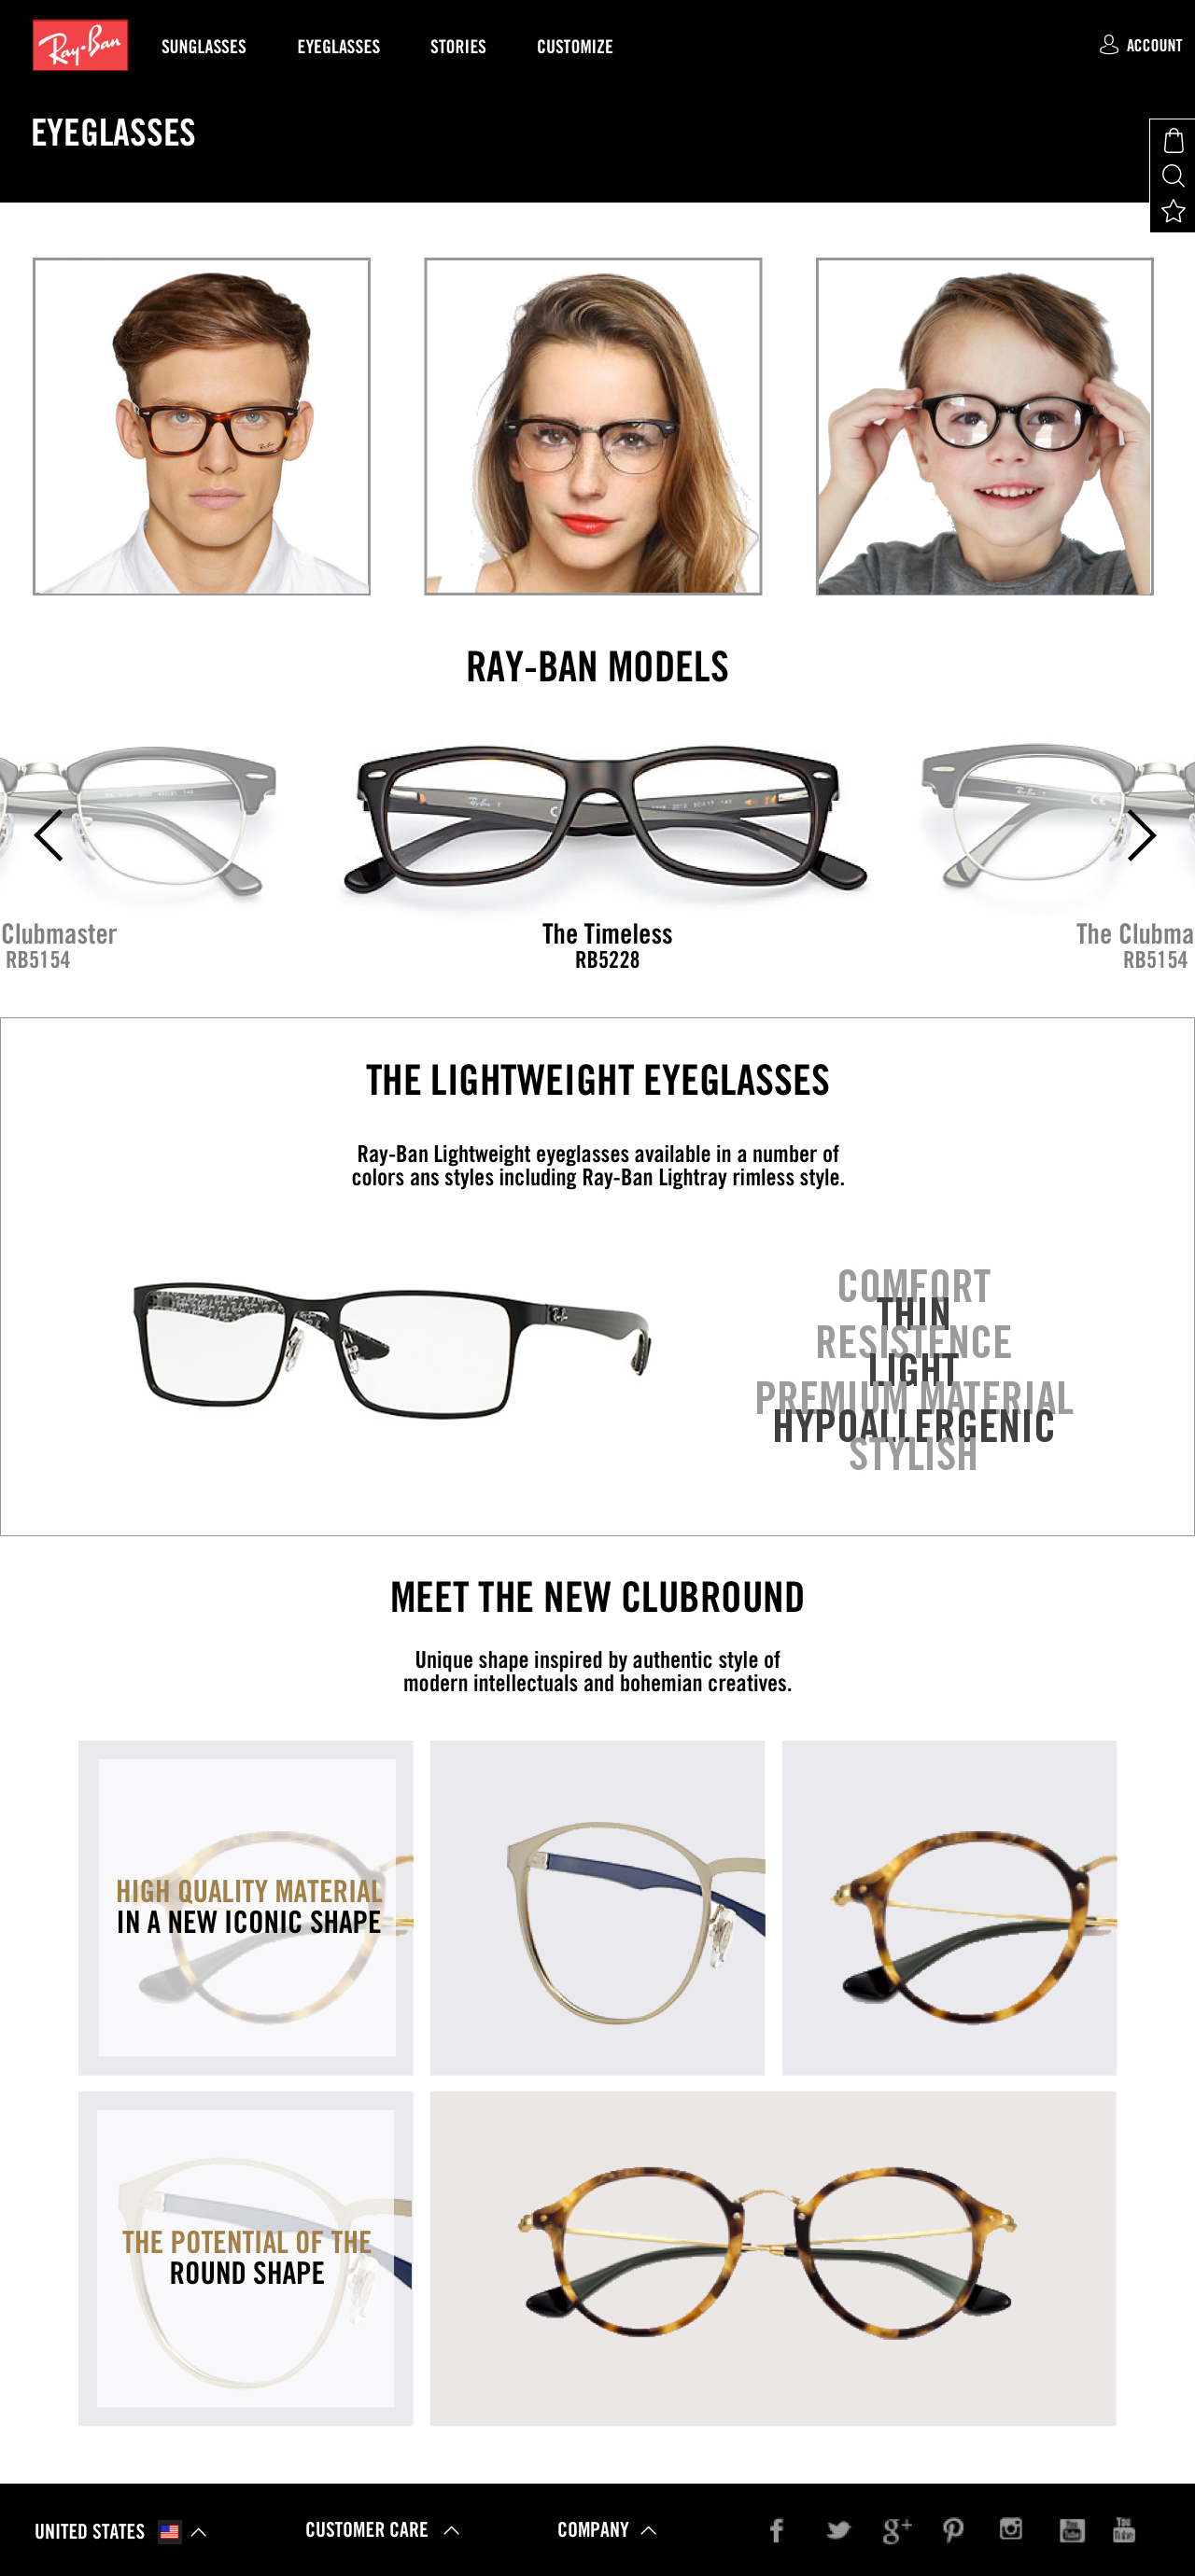 Ray-Ban
SUNGLASSES
EYEGLASSES
STORIES
CUSTOMIZE
ACCOUNT
EYEGLASSES
RAY-BAN MODELS
Clubmaster
RB5154
The Timeless
RB5228
The Clubma
RB5154
THE LIGHTWEIGHT EYEGLASSES
Ray-Ban Lightweight eyeglasses available in a number of
colors ans styles including Ray-Ban Lightray rimless style.
COMFORT
THIN
RESISTENCE
LIGHT
PREMIUM MATERIAL
HYPOALLERGENIC
STYLISH
MEET THE NEW CLUBROUND
Unique shape inspired by authentic style of
modern intellectuals and bohemian creatives.
HIGH QUALITY MATERIAL
IN A NEW ICONIC SHAPE
THE POTENTIAL OF THE
ROUND SHAPE
UNITED STATES
CUSTOMER CARE
COMPANY
You
Tube
You
Tube